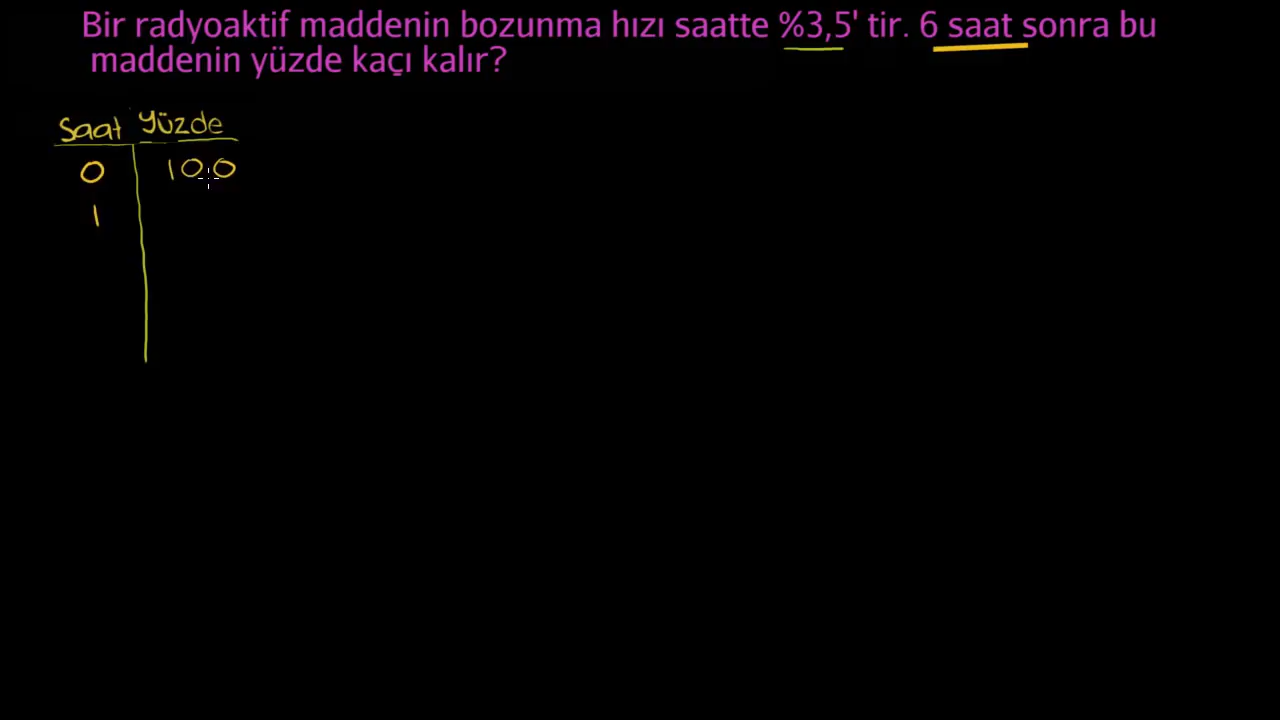 Bir radyoaktif maddenin bozunma hızı saatte %3,5' tir. 6 saat sonra bu
maddenin yüzde kaçı kalır?
Saat Yüzde
0 100
1